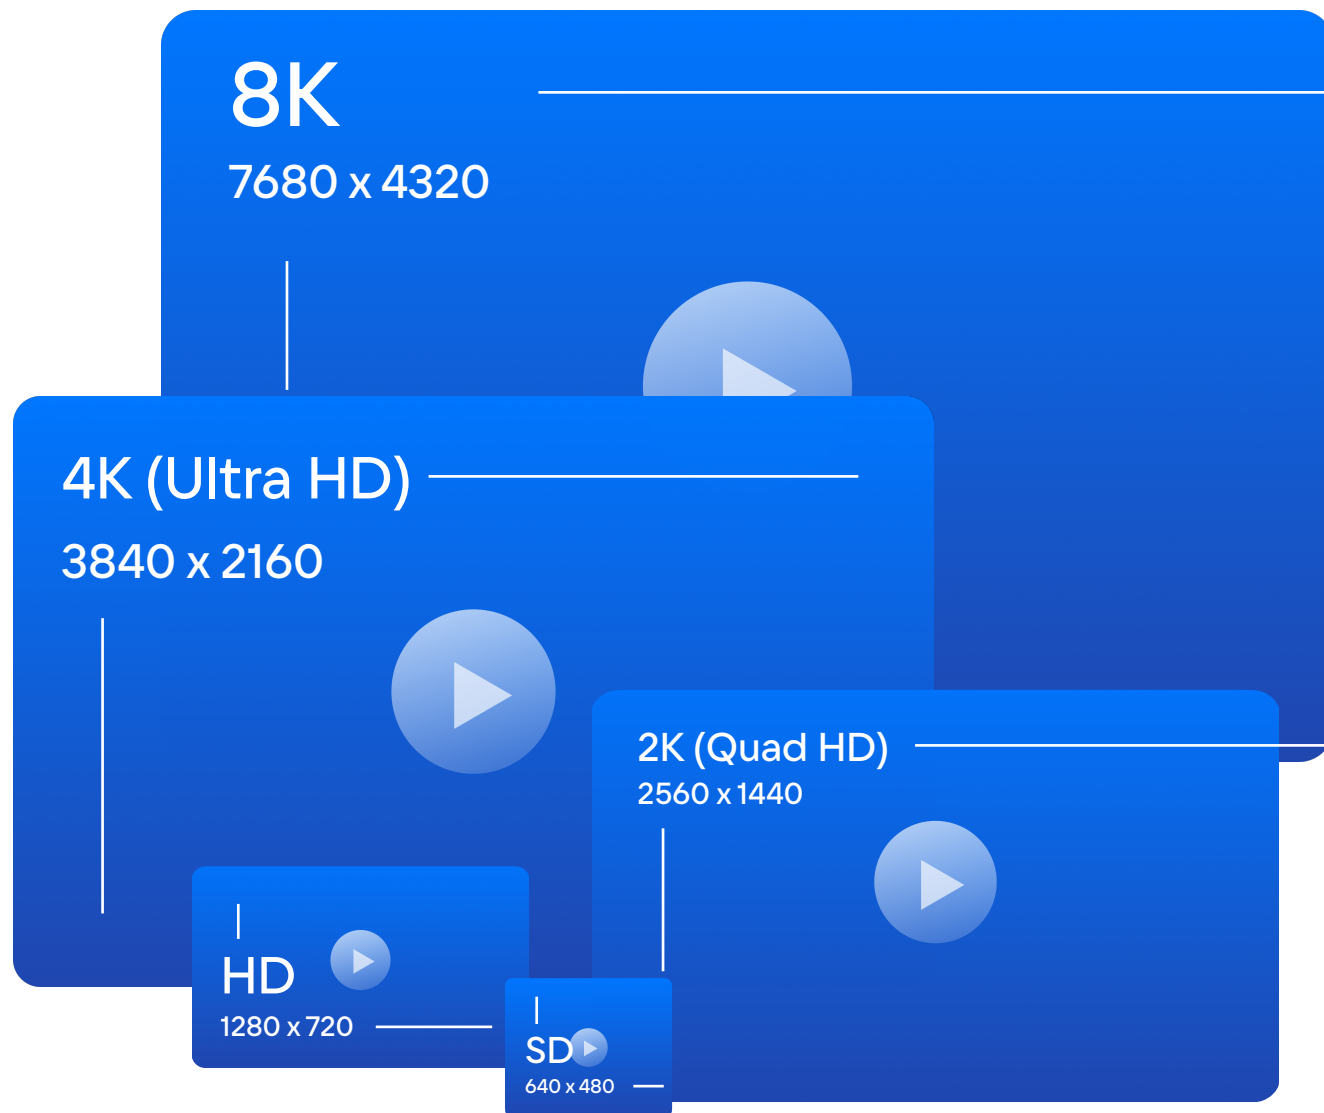 8K
7680 x 4320
4K (Ultra HD)
3840 x 2160
2K (Quad HD)
2560 x 1440
HD
1280 x 720
SD
640 x 480